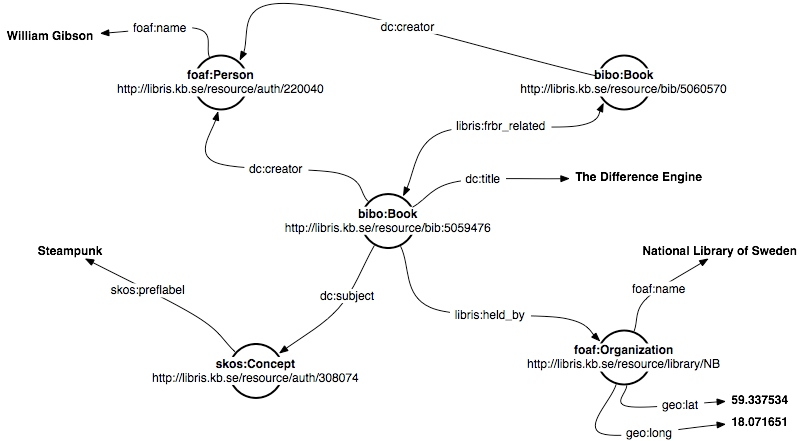 dc:creator
foaf:name
William Gibson
foaf:Person
http://libris.kb.se/resource/auth/220040
bibo:Book
http://libris.kb.se/resource/bib/5060570
libris:frbr_related
dc:creator
dc:title
The Difference Engine
bibo:Book
http://libris.kb.se/resource/bib:5059476
Steampunk
National Library of Sweden
skos:preflabel
dc:subject
foaf:name
libris:held_by
foaf:Organization
http://libris.kb.se/resource/library/NB
skos:Concept
http://libris.kb.se/resource/auth/308074
geo:lat
59.337534
geo:long
18.071651